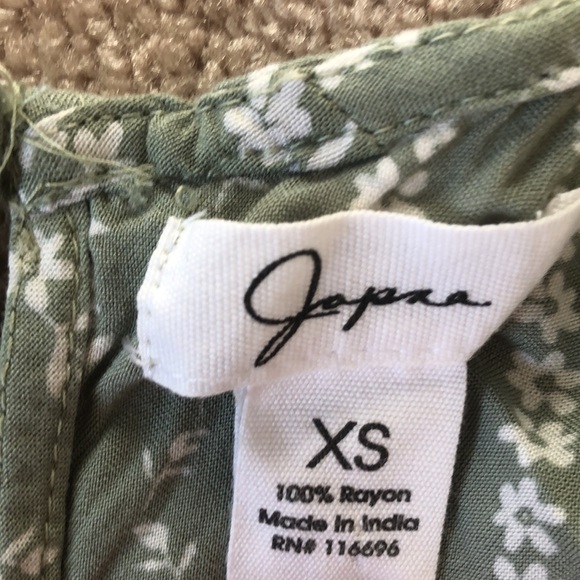 Japna
XS
100% Rayon
Made In India
RN# 116696